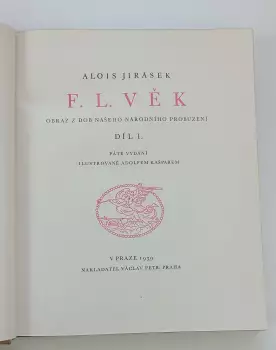 ALOIS JIRÁSEK
F. L. VĚK
OBRAZ Z DOB NAŠEHO NÁRODNÍHO PROBUZENÍ
DÍL I.
PÁTÉ VYDÁNÍ
ILUSTROVANÉ ADOLFEM KAŠPAREM
V PRAZE 1939
NAKLADATEL VÁCLAV PETR, PRAHA